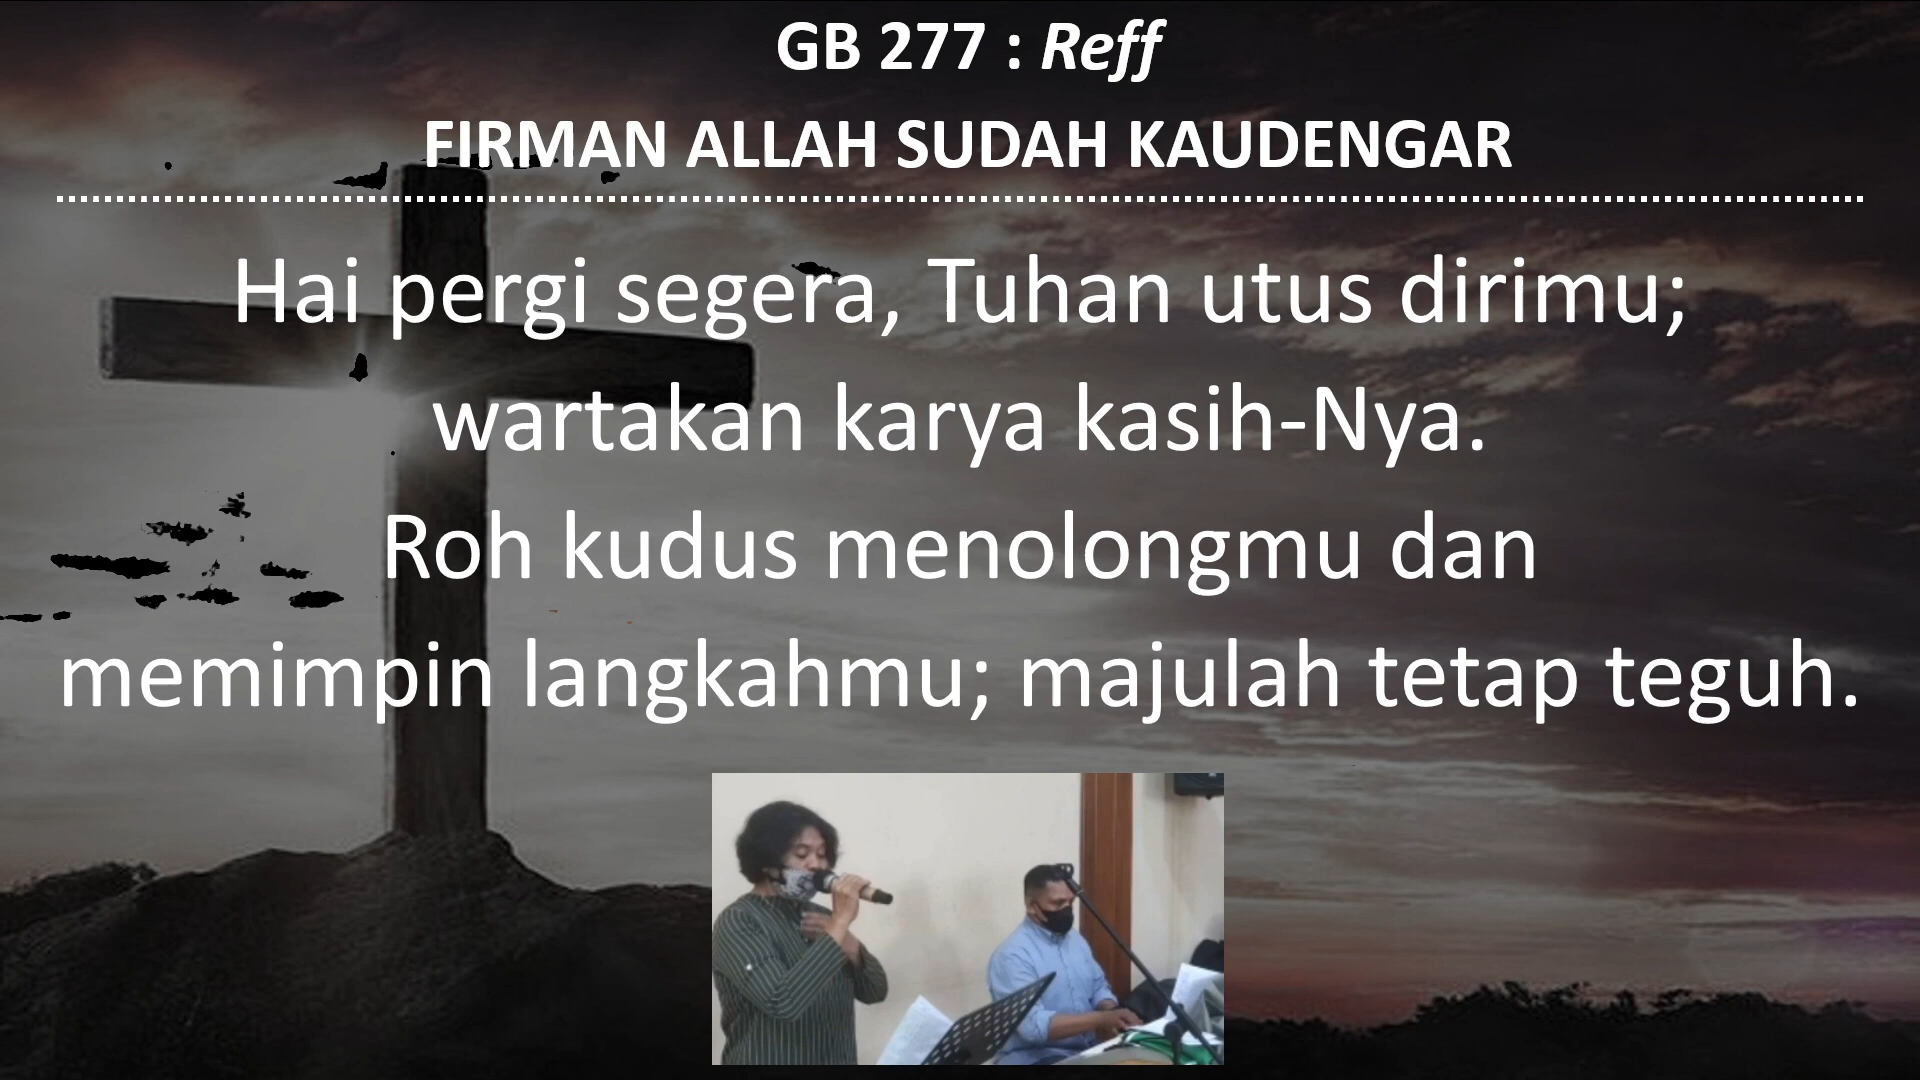 GB 277 : Reff
FIRMAN ALLAH SUDAH KAUDENGAR
Hai pergi segera, Tuhan utus dirimu;
wartakan karya kasih-Nya.
Roh kudus menolongmu dan
memimpin langkahmu; majulah tetap teguh.